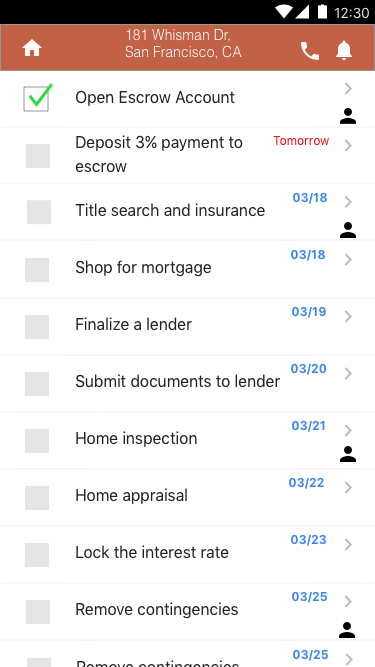 12:30
181 Whisman Dr,
San Francisco, CA
Open Escrow Account
Deposit 3% payment to
escrow
Tomorrow
Title search and insurance
03/18
Shop for mortgage
03/18
Finalize a lender
03/19
Submit documents to lender
03/20
Home inspection
03/21
Home appraisal
03/22
Lock the interest rate
03/23
Remove contingencies
03/25
Remove contingencies
03/25